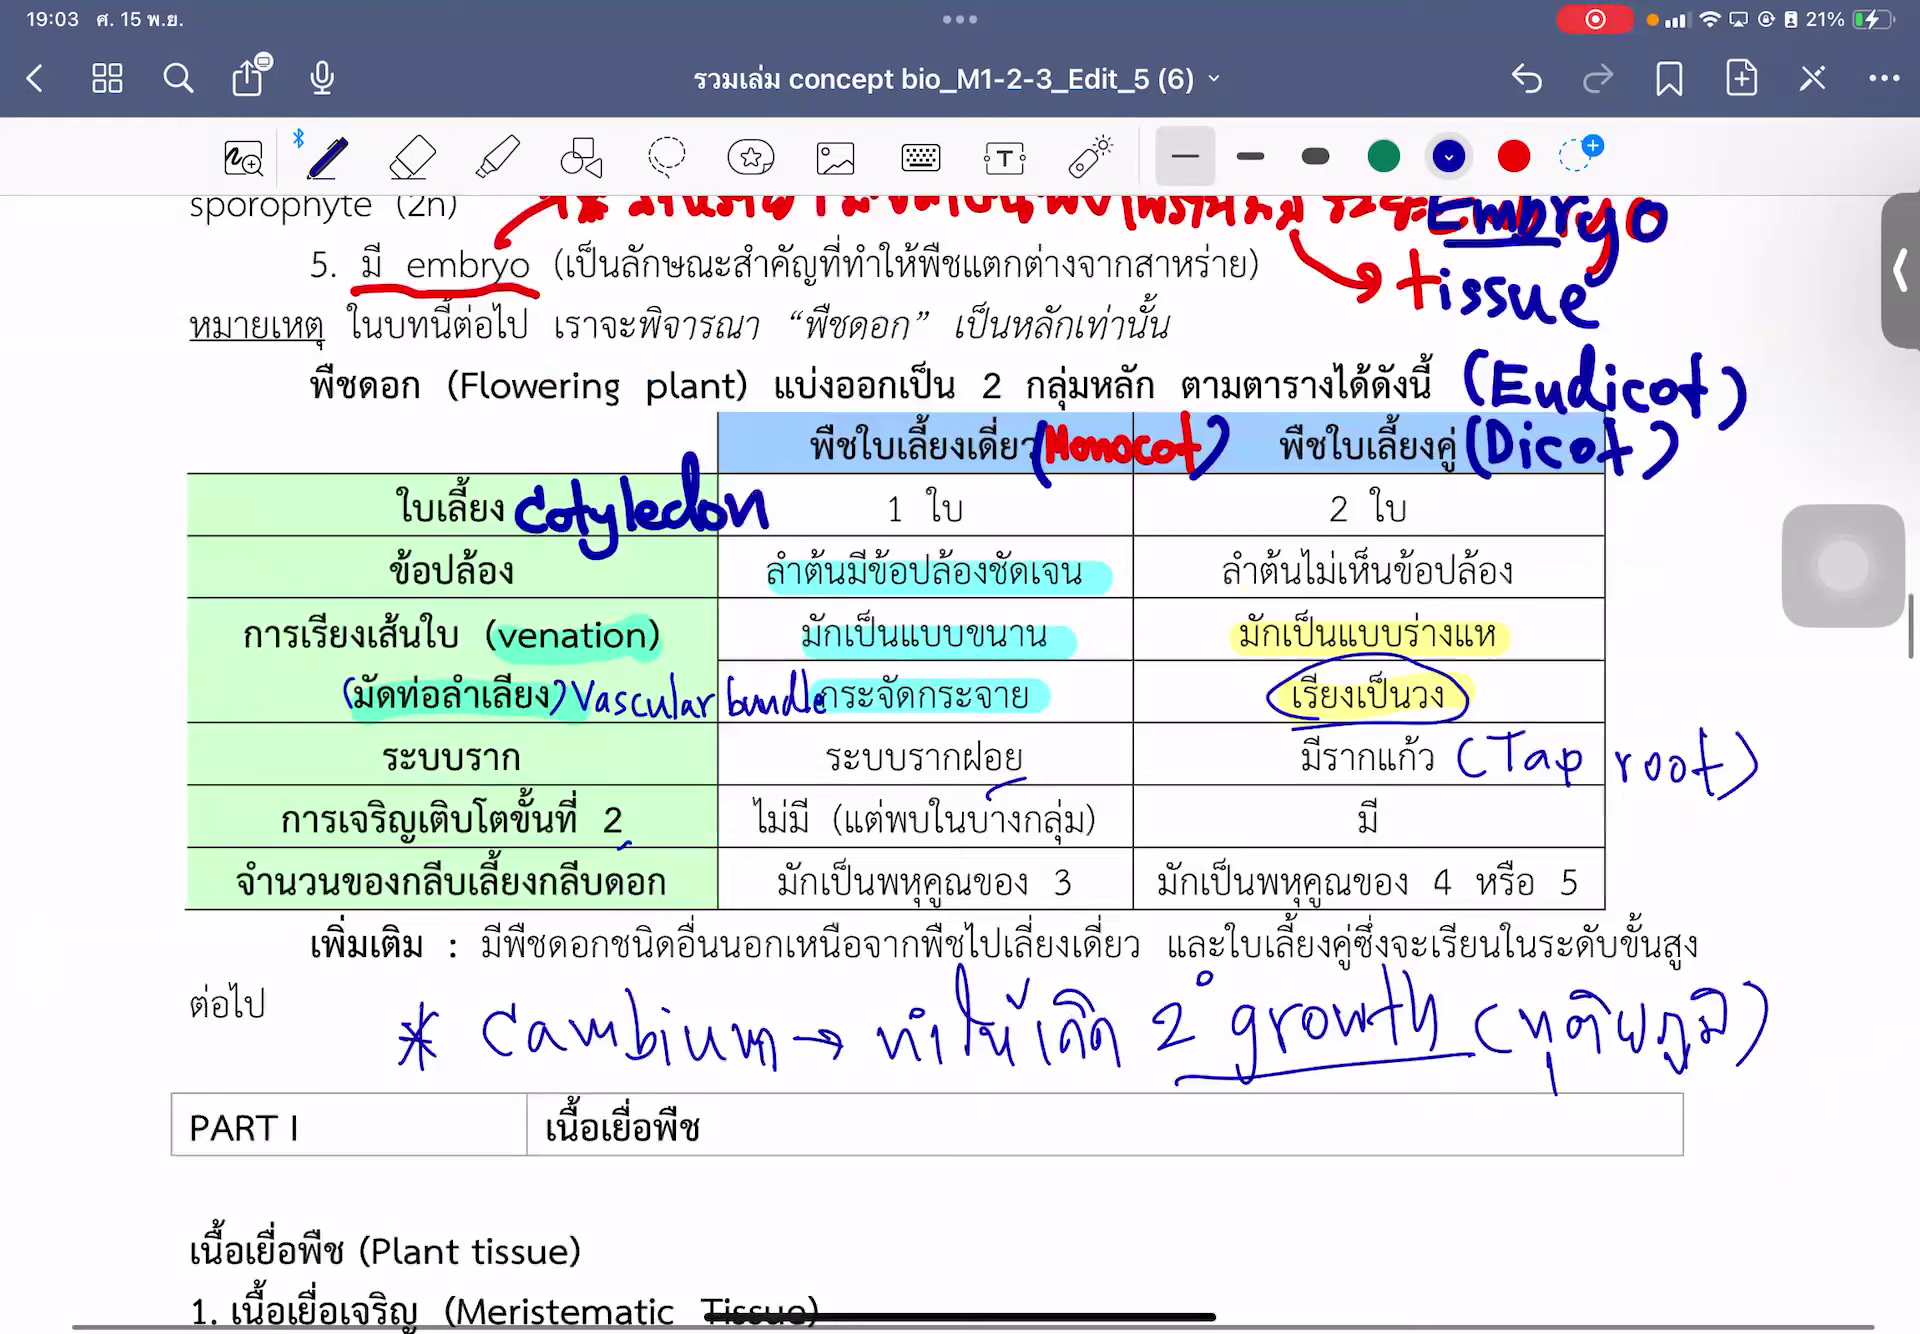 19:03 ศ. 15 พ.ย.
21%
รวมเล่ม concept bio_M1-2-3_Edit_5 (6)
sporophyte (2n)
Embryo
5. มี embryo (เป็นลักษณะสำคัญที่ทำให้พืชแตกต่างจากสาหร่าย)
tissue
หมายเหตุ ในบทนี้ต่อไป เราจะพิจารณา “พืชดอก” เป็นหลักเท่านั้น
พืชดอก (Flowering plant) แบ่งออกเป็น 2 กลุ่มหลัก ตามตารางได้ดังนี้ (Eudicot)
พืชใบเลี้ยงเดี่ยว (Monocot) พืชใบเลี้ยงคู่ (Dicot)
ใบเลี้ยง Cotyledon 1 ใบ 2 ใบ
ข้อปล้อง ลำต้นมีข้อปล้องชัดเจน ลำต้นไม่เห็นข้อปล้อง
การเรียงเส้นใบ (venation) มักเป็นแบบขนาน มักเป็นแบบร่างแห
(มัดท่อลำเลียง) Vascular bundle กระจัดกระจาย เรียงเป็นวง
ระบบราก ระบบรากฝอย มีรากแก้ว (Tap root)
การเจริญเติบโตขั้นที่ 2 ไม่มี (แต่พบในบางกลุ่ม) มี
จำนวนของกลีบเลี้ยงกลีบดอก มักเป็นพหุคูณของ 3 มักเป็นพหุคูณของ 4 หรือ 5
เพิ่มเติม : มีพืชดอกชนิดอื่นนอกเหนือจากพืชใบเลี้ยงเดี่ยว และใบเลี้ยงคู่ซึ่งจะเรียนในระดับขั้นสูง
ต่อไป
* Cambium → ทำให้เกิด 2° growth (ทุติยภูมิ)
PART I เนื้อเยื่อพืช
เนื้อเยื่อพืช (Plant tissue)
1. เนื้อเยื่อเจริญ (Meristematic Tissue)